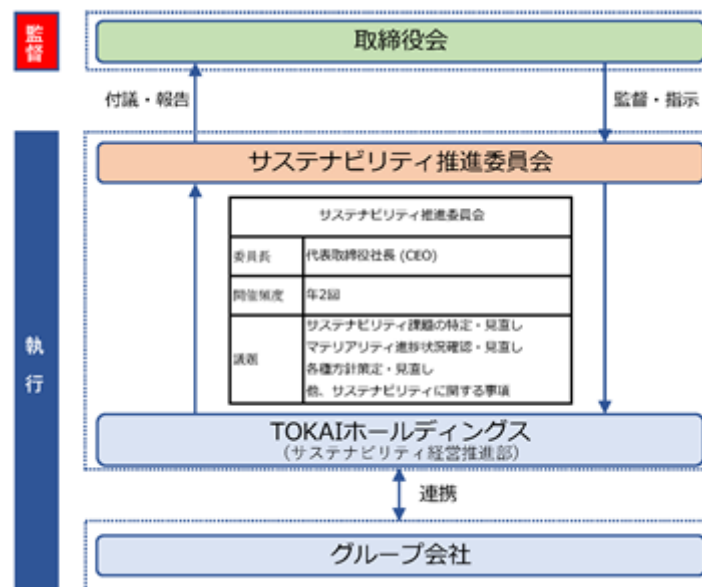 監督
取締役会
付議・報告
監督・指示
執行
サステナビリティ推進委員会
サステナビリティ推進委員会
委員長
代表取締役社長 (CEO)
開催頻度
年2回
議題
サステナビリティ課題の特定・見直し
マテリアリティ進捗状況確認・見直し
各種方針策定・見直し
他、サステナビリティに関する事項
TOKAIホールディングス
(サステナビリティ経営推進部)
連携
グループ会社